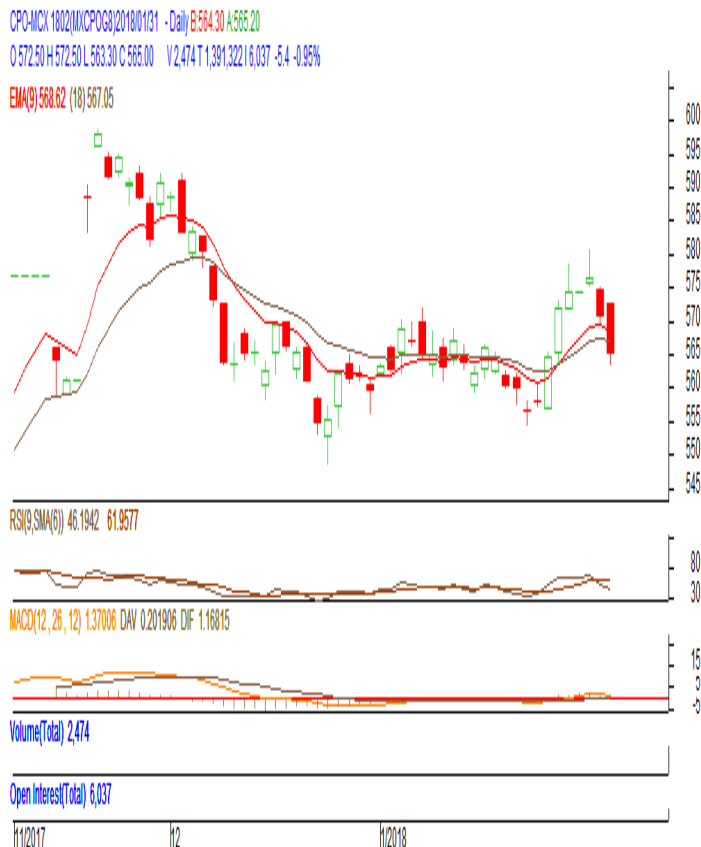 CPO-MCX 1802(MXCPOG8)2018/01/31 - Daily B:564.30 A:565.20
O 572.50 H 572.50 L 563.30 C 565.00 V 2,474 T 1,391,322 I 6,037 -5.4 -0.95%
EMA(9) 568.62 (18) 567.05
600
595
590
585
580
575
570
565
560
555
550
545
RSI(9,SMA(6)) 46.1942 61.9577
80
30
MACD(12 , 26 , 12) 1.37006 DAV 0.201906 DIF 1.16815
15
3
-5
Volume(Total) 2,474
Open Interest(Total) 6,037
11/2017 12 1/2018